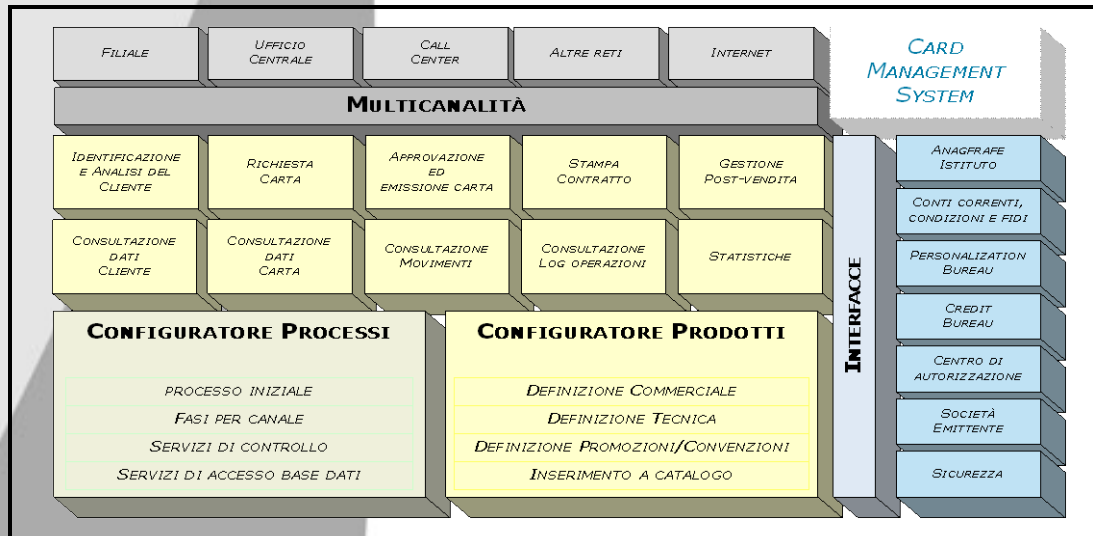 FILIALE
UFFICIO
CENTRALE
CALL
CENTER
ALTRE RETI
INTERNET
CARD
MANAGEMENT
SYSTEM
MULTICANALITÀ
IDENTIFICAZIONE
E ANALISI DEL
CLIENTE
RICHIESTA
CARTA
APPROVAZIONE
ED
EMISSIONE CARTA
STAMPA
CONTRATTO
GESTIONE
POST-VENDITA
CONSULTAZIONE
DATI
CLIENTE
CONSULTAZIONE
DATI
CARTA
CONSULTAZIONE
MOVIMENTI
CONSULTAZIONE
LOG OPERAZIONI
STATISTICHE
CONFIGURATORE PROCESSI
PROCESSO INIZIALE
FASI PER CANALE
SERVIZI DI CONTROLLO
SERVIZI DI ACCESSO BASE DATI
CONFIGURATORE PRODOTTI
DEFINIZIONE COMMERCIALE
DEFINIZIONE TECNICA
DEFINIZIONE PROMOZIONI/CONVENZIONI
INSERIMENTO A CATALOGO
INTERFACCE
ANAGFRAFE
ISTITUTO
CONTI CORRENTI,
CONDIZIONI E FIDI
PERSONALIZATION
BUREAU
CREDIT
BUREAU
CENTRO DI
AUTORIZZAZIONE
SOCIETÀ
EMITTENTE
SICUREZZA